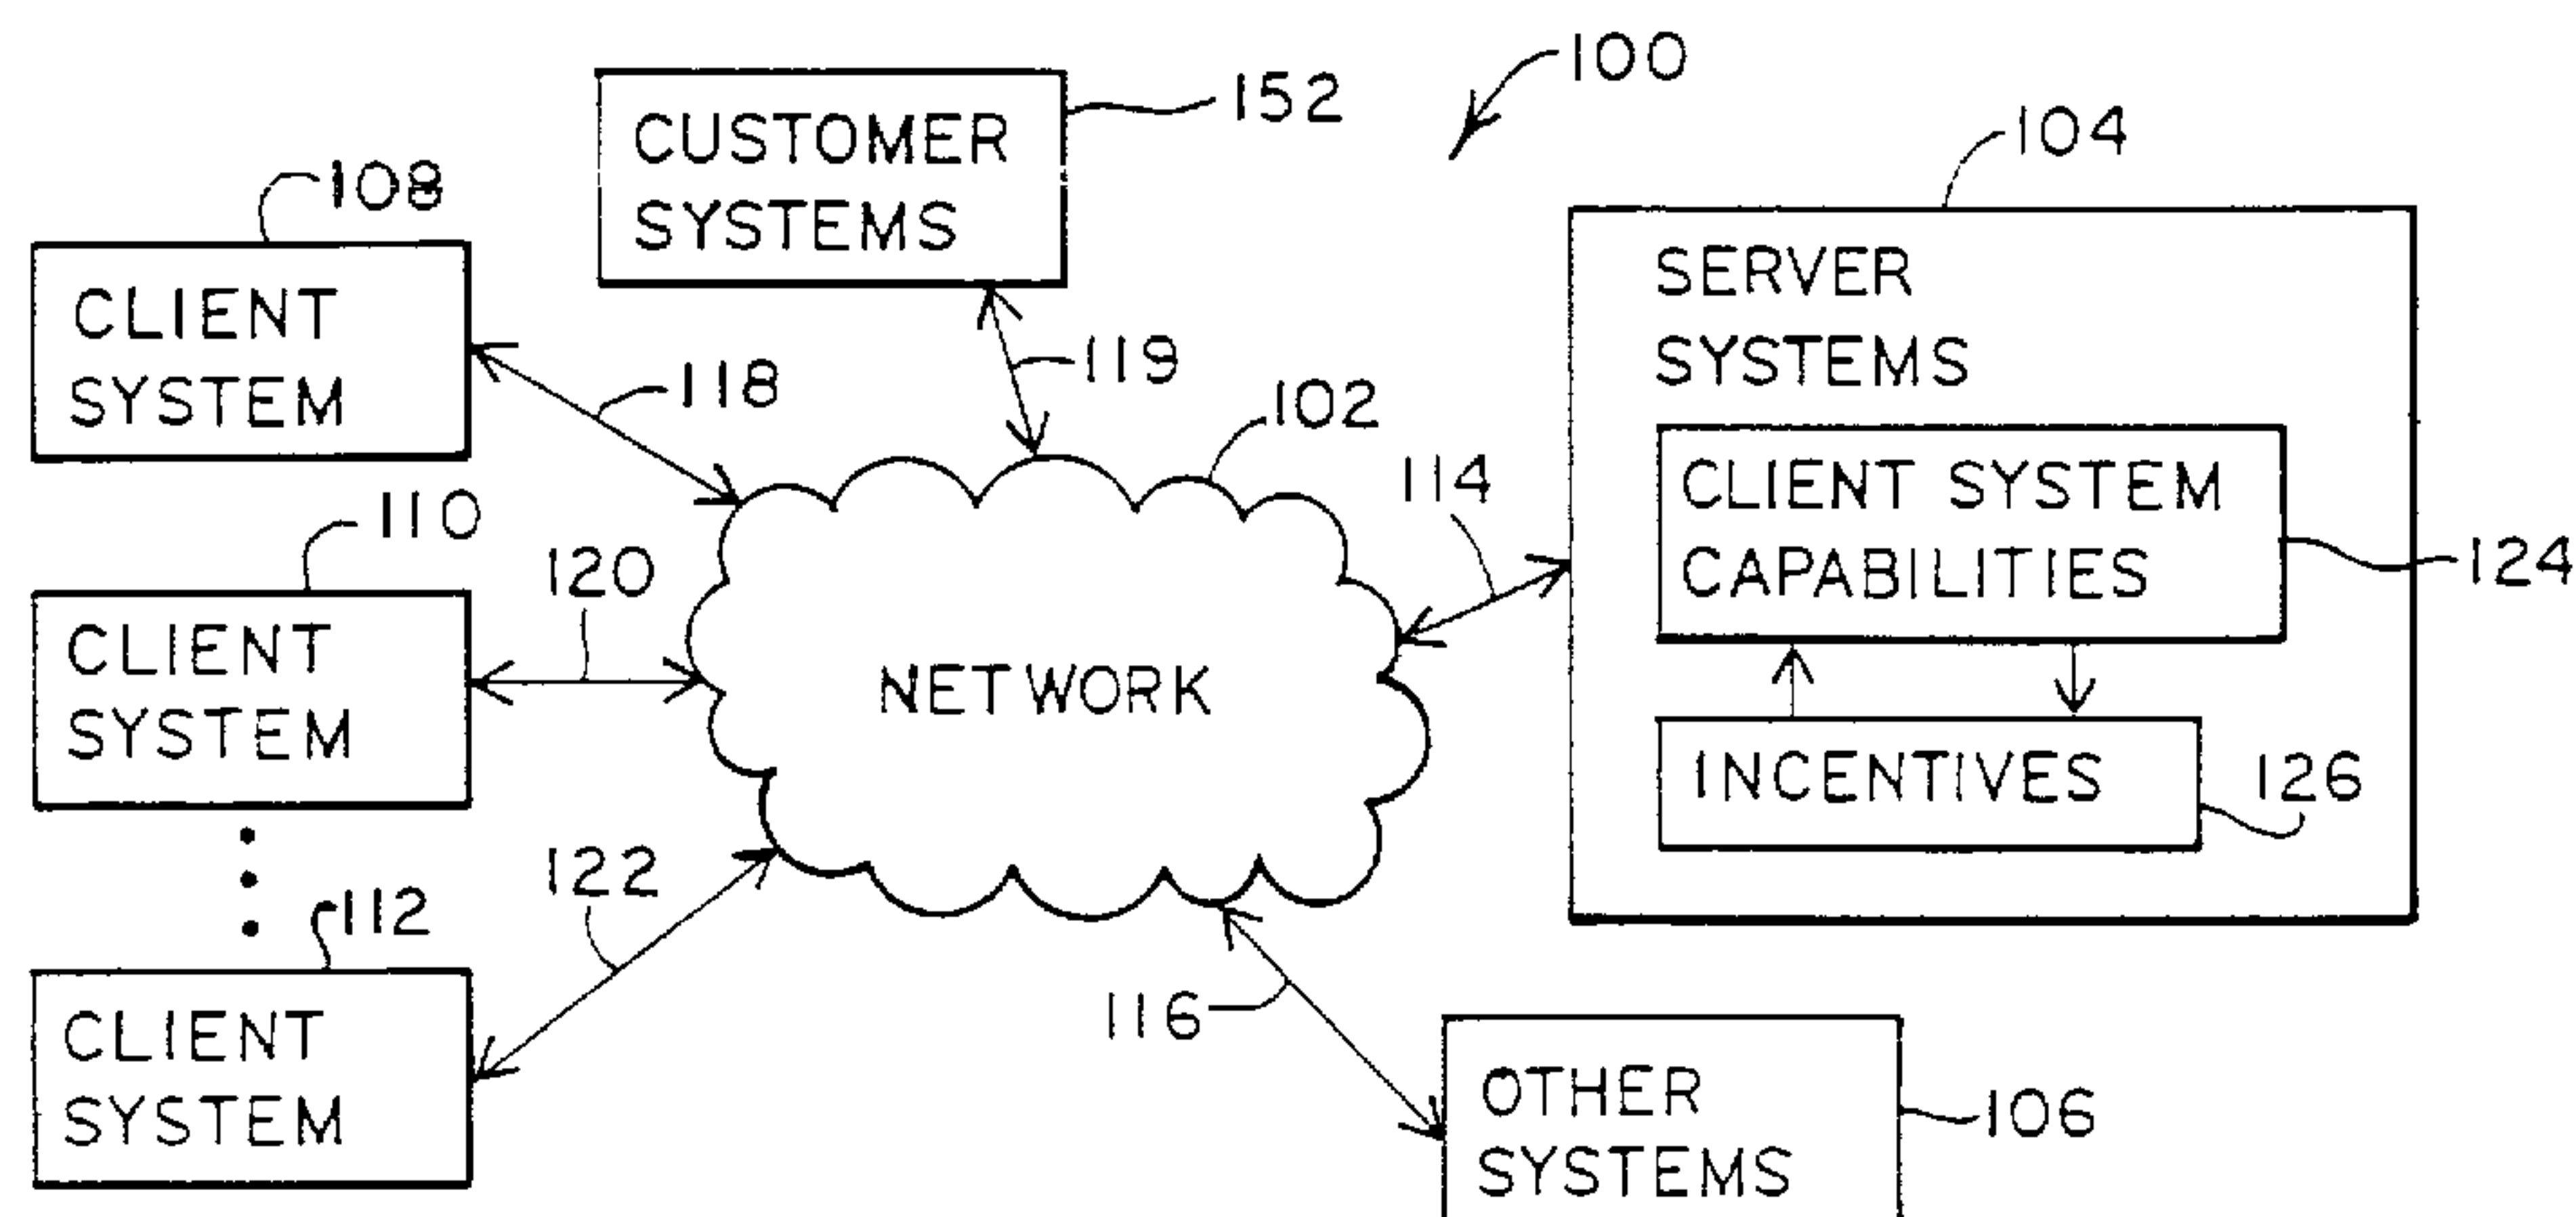 100
CUSTOMER
SYSTEMS
152
104
108
CLIENT
SYSTEM
118
119
102
114
SERVER
SYSTEMS
CLIENT SYSTEM
CAPABILITIES
124
INCENTIVES
126
110
CLIENT
SYSTEM
120
NETWORK
112
CLIENT
SYSTEM
122
116
OTHER
SYSTEMS
106